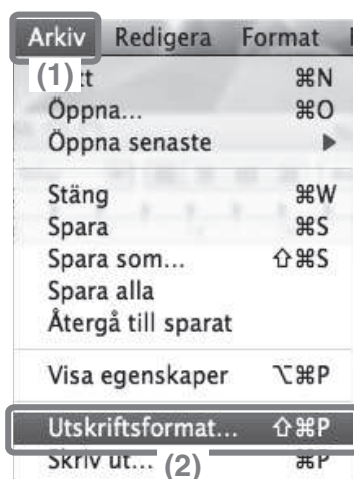 Arkiv Redigera Format
(1) ⌘N
Öppna... ⌘O
Öppna senaste ▶
Stäng ⌘W
Spara ⌘S
Spara som... ⇧⌘S
Spara alla
Återgå till sparat
Visa egenskaper ⌥⌘P
Utskriftsformat... ⇧⌘P
Skriv ut... (2) ⌘P